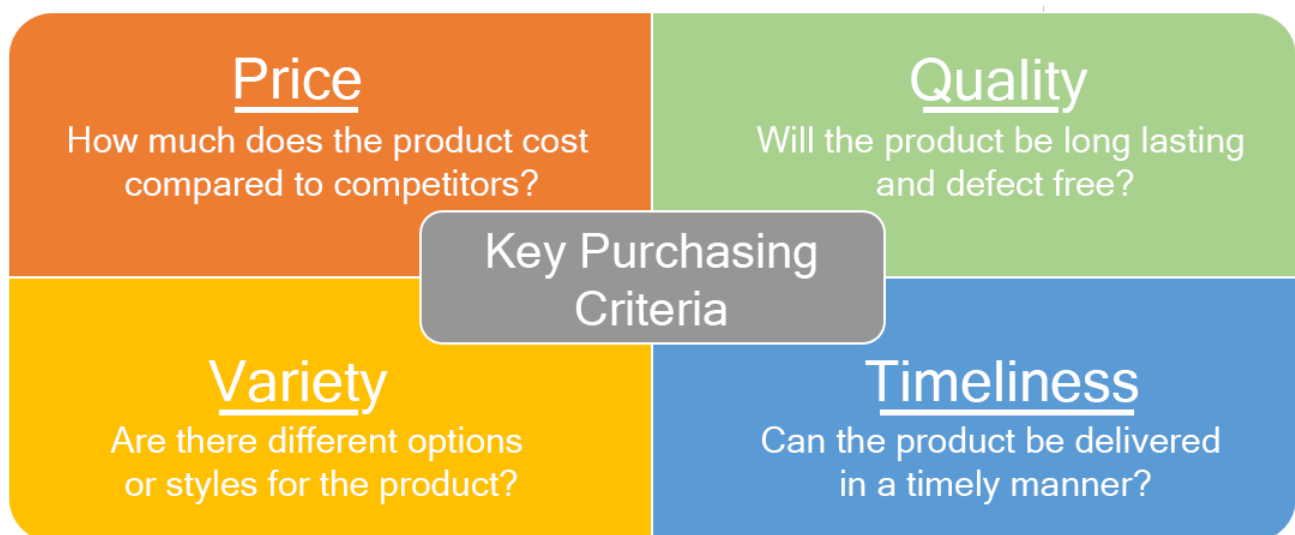 Price
How much does the product cost
compared to competitors?
Quality
Will the product be long lasting
and defect free?
Key Purchasing
Criteria
Variety
Are there different options
or styles for the product?
Timeliness
Can the product be delivered
in a timely manner?